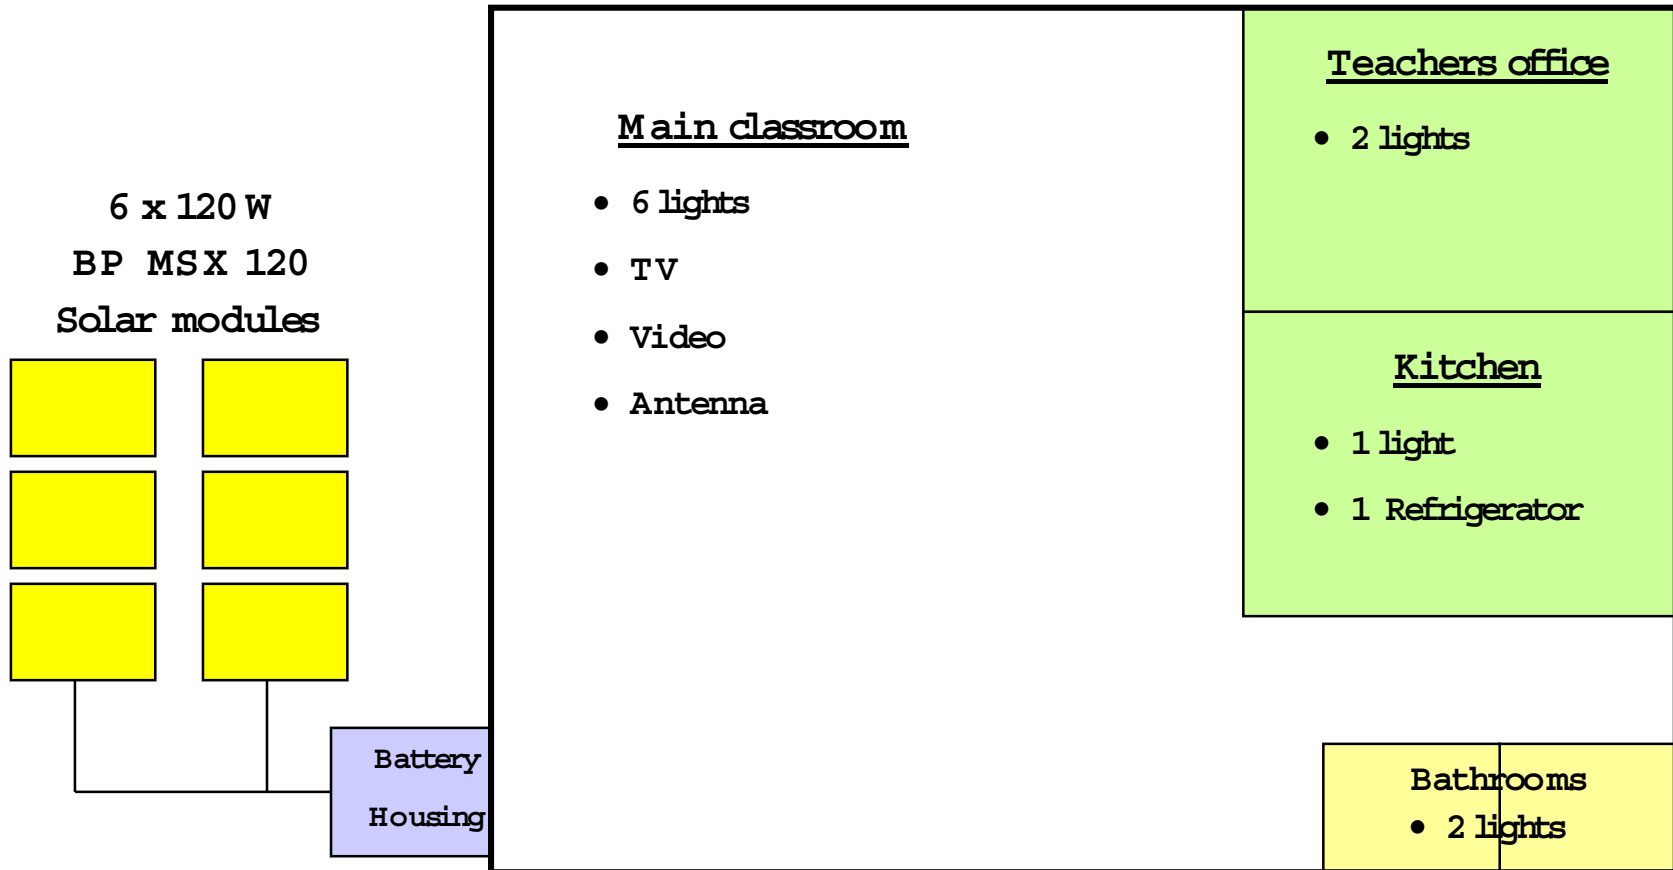 6 x 120 W
BP MSX 120
Solar modules
Battery
Housing
Main classroom
• 6 lights
• TV
• Video
• Antenna
Teachers office
• 2 lights
Kitchen
• 1 light
• 1 Refrigerator
Bathrooms
• 2 lights